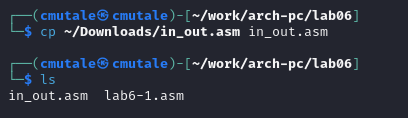 ┌──(cmutale㉿cmutale)-[~/work/arch-pc/lab06]
└─$ cp ~/Downloads/in_out.asm in_out.asm
┌──(cmutale㉿cmutale)-[~/work/arch-pc/lab06]
└─$ ls
in_out.asm  lab6-1.asm